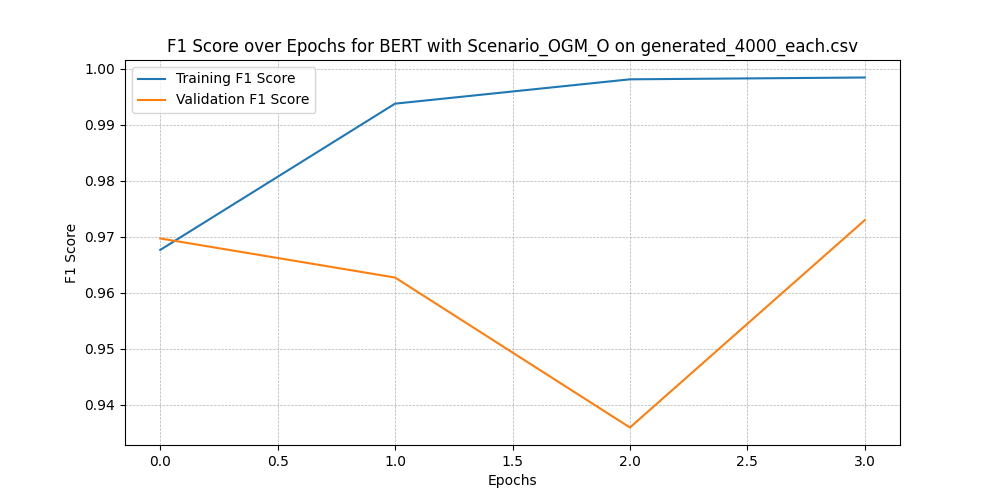 F1 Score over Epochs for BERT with Scenario_OGM_O on generated_4000_each.csv
Training F1 Score
Validation F1 Score
1.00
0.99
0.98
0.97
0.96
0.95
0.94
F1 Score
0.0 0.5 1.0 1.5 2.0 2.5 3.0
Epochs